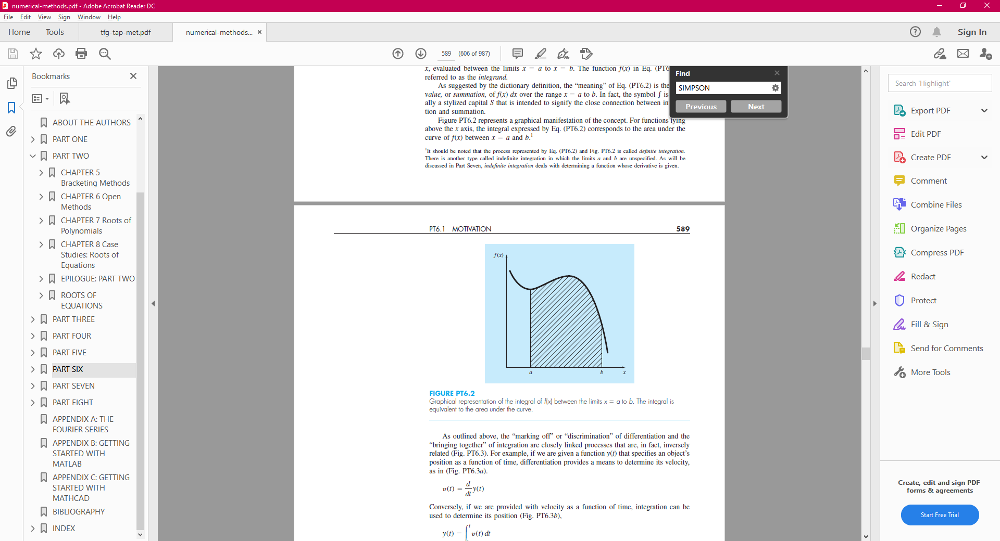 numerical-methods.pdf - Adobe Acrobat Reader DC
File Edit View Sign Window Help
Home Tools tfg-tap-met.pdf numerical-methods... Sign In
589 (606 of 987)
Bookmarks
ABOUT THE AUTHORS
PART ONE
PART TWO
CHAPTER 5
Bracketing Methods
CHAPTER 6 Open
Methods
CHAPTER 7 Roots of
Polynomials
CHAPTER 8 Case
Studies: Roots of
Equations
EPILOGUE: PART TWO
ROOTS OF
EQUATIONS
PART THREE
PART FOUR
PART FIVE
PART SIX
PART SEVEN
PART EIGHT
APPENDIX A: THE
FOURIER SERIES
APPENDIX B: GETTING
STARTED WITH
MATLAB
APPENDIX C: GETTING
STARTED WITH
MATHCAD
BIBLIOGRAPHY
INDEX
x, evaluated between the limits x = a to x = b. The function f(x) in Eq. (PT6
referred to as the integrand.
As suggested by the dictionary definition, the “meaning” of Eq. (PT6.2) is the
value, or summation, of f(x) dx over the range x = a to b. In fact, the symbol ∫ is
ally a stylized capital S that is intended to signify the close connection between in
tion and summation.
Figure PT6.2 represents a graphical manifestation of the concept. For functions lying
above the x axis, the integral expressed by Eq. (PT6.2) corresponds to the area under the
curve of f(x) between x = a and b.¹
¹It should be noted that the process represented by Eq. (PT6.2) and Fig. PT6.2 is called definite integration.
There is another type called indefinite integration in which the limits a and b are unspecified. As will be
discussed in Part Seven, indefinite integration deals with determining a function whose derivative is given.
Find
SIMPSON
Previous Next
PT6.1 MOTIVATION 589
f(x)
a b x
FIGURE PT6.2
Graphical representation of the integral of f(x) between the limits x = a to b. The integral is
equivalent to the area under the curve.
As outlined above, the “marking off” or “discrimination” of differentiation and the
“bringing together” of integration are closely linked processes that are, in fact, inversely
related (Fig. PT6.3). For example, if we are given a function y(t) that specifies an object’s
position as a function of time, differentiation provides a means to determine its velocity,
as in (Fig. PT6.3a).
v(t) = d/dt y(t)
Conversely, if we are provided with velocity as a function of time, integration can be
used to determine its position (Fig. PT6.3b),
y(t) = ∫ t v(t) dt
Search 'Highlight'
Export PDF
Edit PDF
Create PDF
Comment
Combine Files
Organize Pages
Compress PDF
Redact
Protect
Fill & Sign
Send for Comments
More Tools
Create, edit and sign PDF
forms & agreements
Start Free Trial